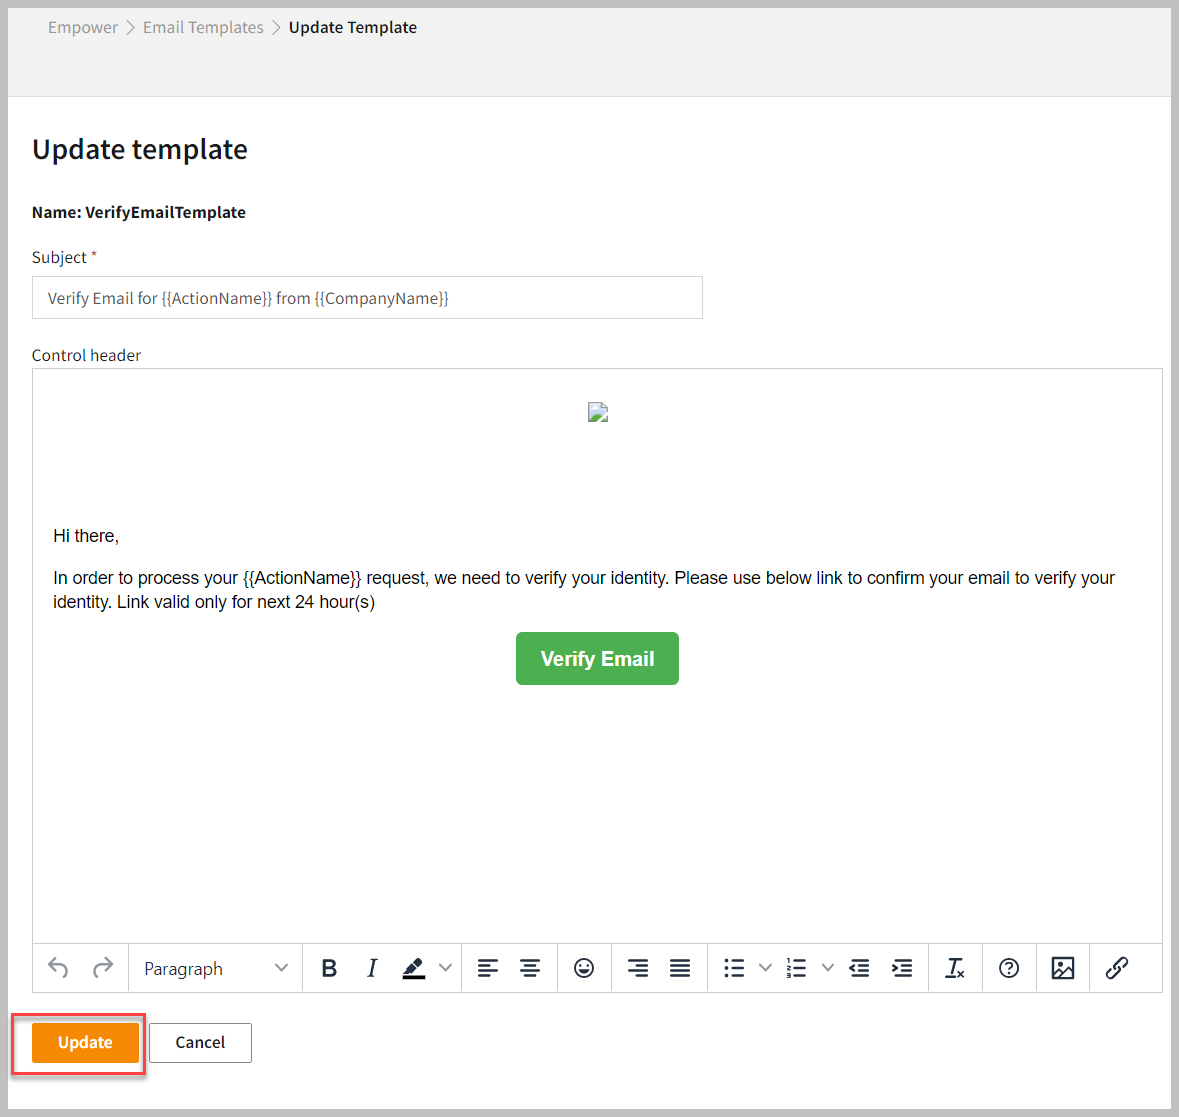 Empower > Email Templates > Update Template
Update template
Name: VerifyEmailTemplate
Subject *
Verify Email for {{ActionName}} from {{CompanyName}}
Control header
Hi there,
In order to process your {{ActionName}} request, we need to verify your identity. Please use below link to confirm your email to verify your
identity. Link valid only for next 24 hour(s)
Verify Email
Paragraph
Update Cancel